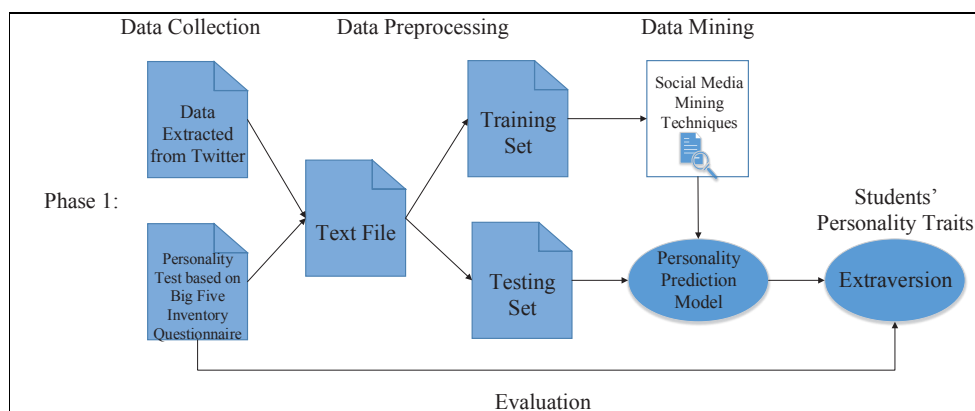 Data Collection
Data Preprocessing
Data Mining
Data
Extracted
from Twitter
Training
Set
Social Media
Mining
Techniques
Phase 1:
Text File
Students’
Personality Traits
Personality
Test based on
Big Five
Inventory
Questionnaire
Testing
Set
Personality
Prediction
Model
Extraversion
Evaluation